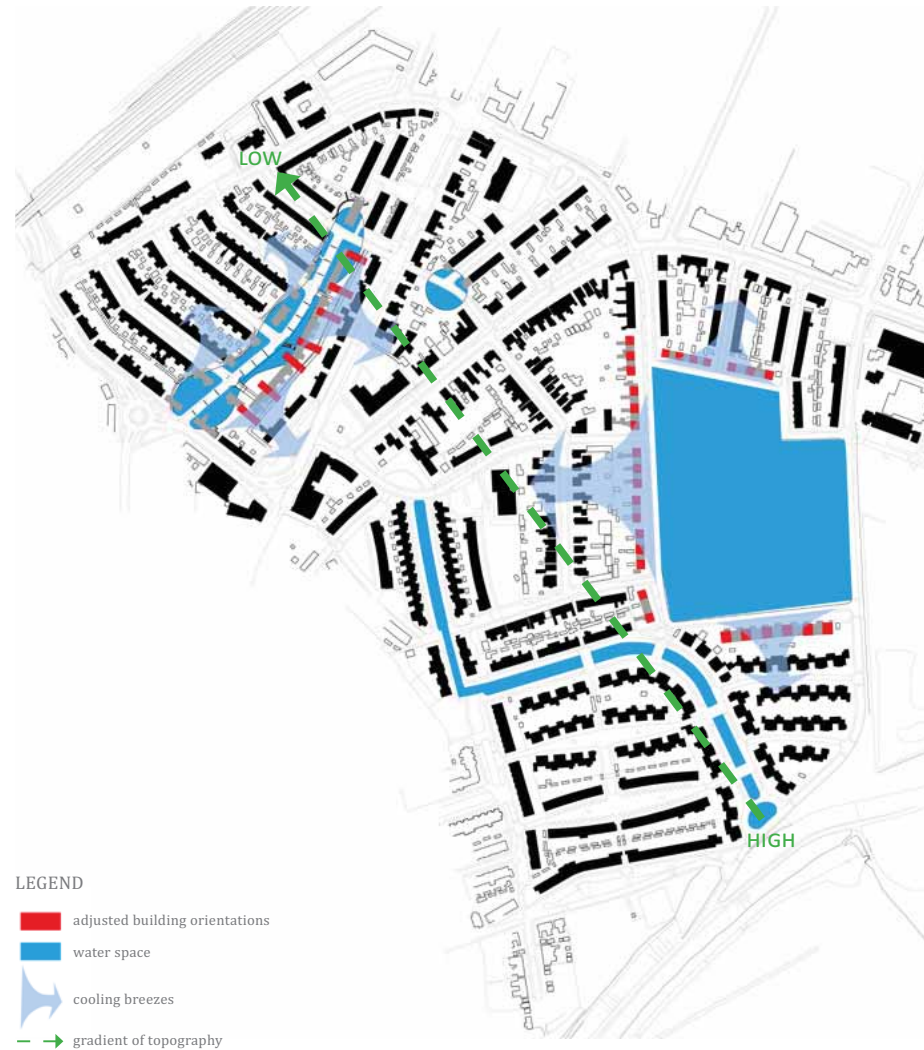 LOW
HIGH
LEGEND
adjusted building orientations
water space
cooling breezes
gradient of topography